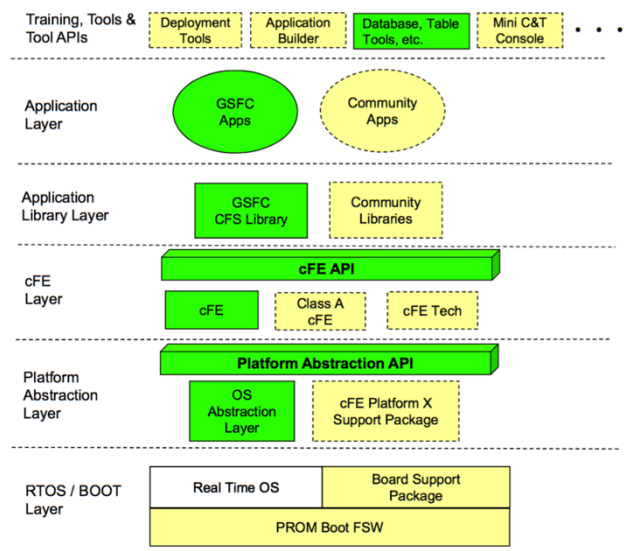 Training, Tools &
Tool APIs
Deployment
Tools
Application
Builder
Database, Table
Tools, etc.
Mini C&T
Console
• • •
Application
Layer
GSFC
Apps
Community
Apps
Application
Library Layer
GSFC
CFS Library
Community
Libraries
cFE API
cFE
Layer
cFE
Class A
cFE
cFE Tech
Platform Abstraction API
Platform
Abstraction
Layer
OS
Abstraction
Layer
cFE Platform X
Support Package
RTOS / BOOT
Layer
Real Time OS
Board Support
Package
PROM Boot FSW